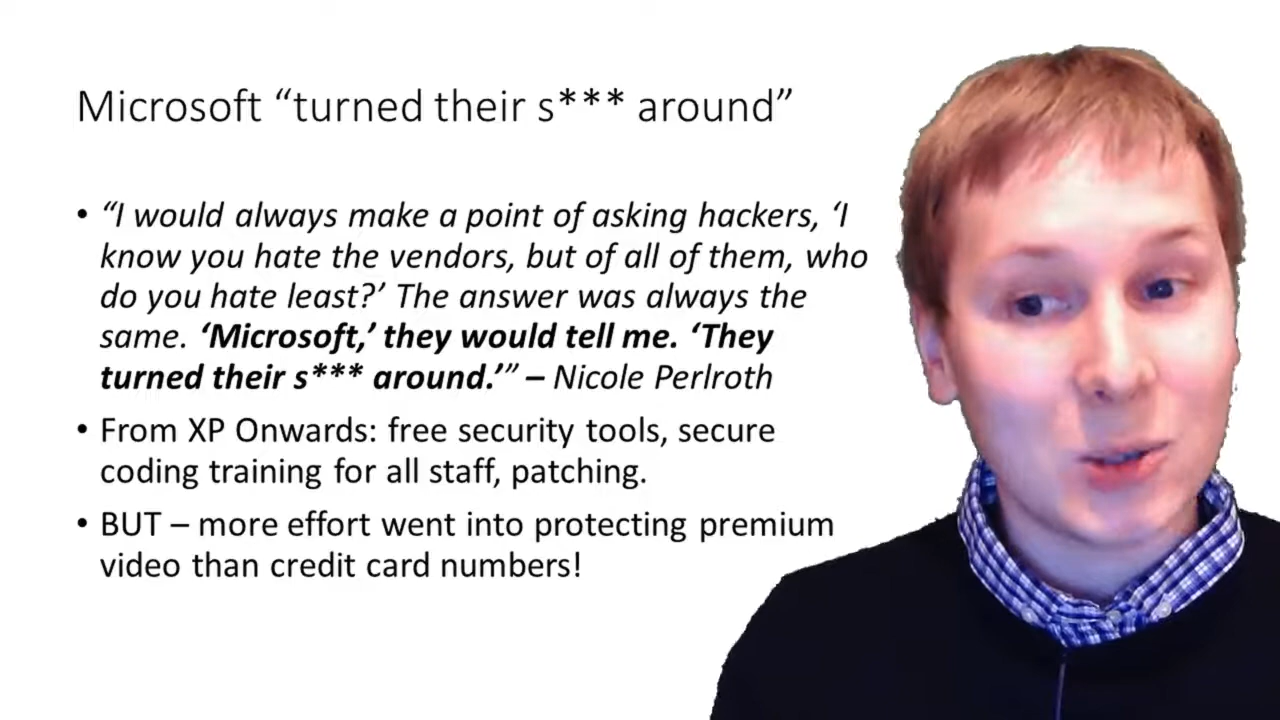 Microsoft “turned their s*** around”
• “I would always make a point of asking hackers, ‘I
know you hate the vendors, but of all of them, who
do you hate least?’ The answer was always the
same. ‘Microsoft,’ they would tell me. ‘They
turned their s*** around.’” – Nicole Perlroth
• From XP Onwards: free security tools, secure
coding training for all staff, patching.
• BUT – more effort went into protecting premium
video than credit card numbers!